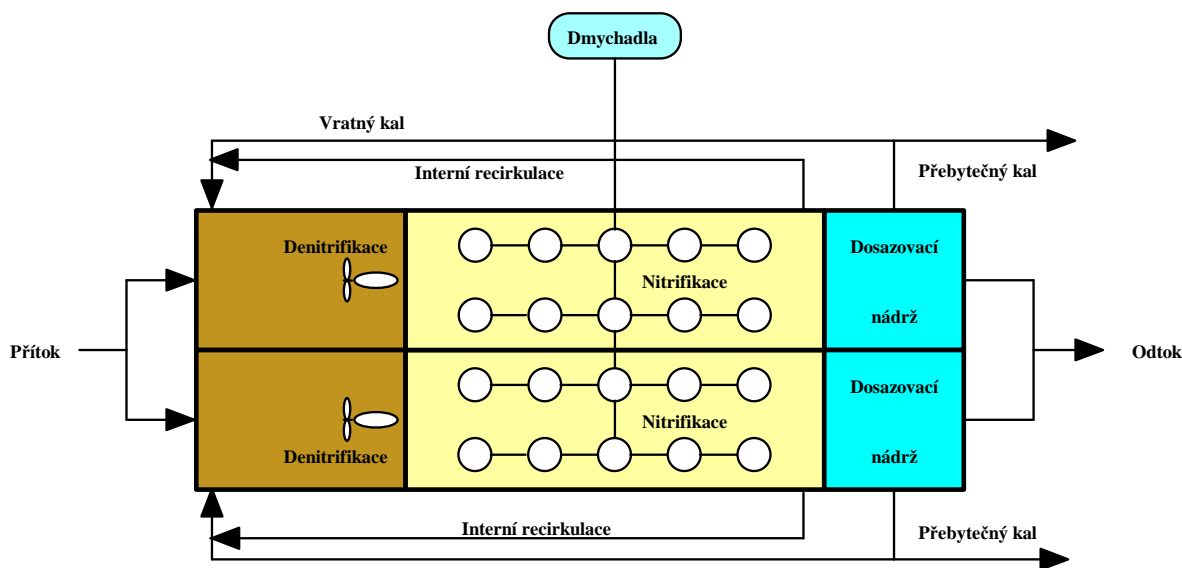 Dmychadla
Vratný kal
Interní recirkulace
Přebytečný kal
Denitrifikace
Dosazovací
Nitrifikace
nádrž
Přítok
Odtok
Dosazovací
Nitrifikace
Denitrifikace
nádrž
Interní recirkulace
Přebytečný kal